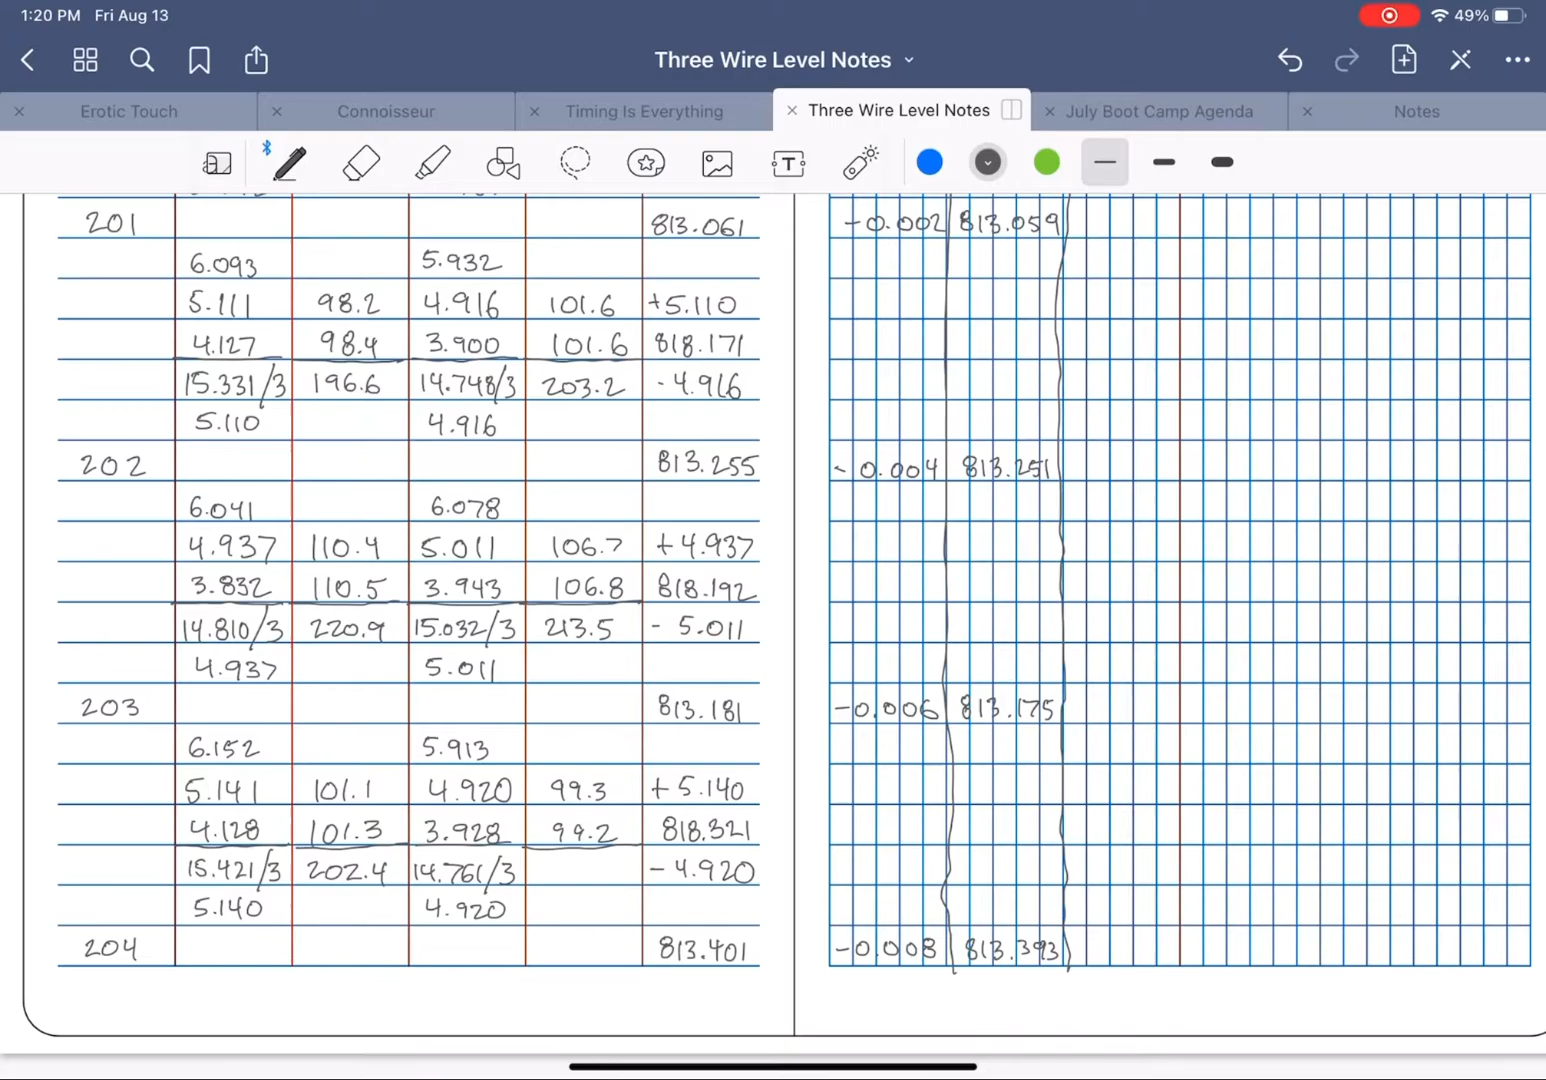 1:20 PM Fri Aug 13
49%
Three Wire Level Notes
Erotic Touch
Connoisseur
Timing Is Everything
Three Wire Level Notes
July Boot Camp Agenda
Notes
T
201 813.061 -0.002 813.059
6.093 5.932
5.111 98.2 4.916 101.6 +5.110
4.127 98.4 3.900 101.6 818.171
15.331/3 196.6 14.748/3 203.2 -4.916
5.110 4.916
202 813.255 -0.004 813.251
6.041 6.078
4.937 110.4 5.011 106.7 +4.937
3.832 110.5 3.943 106.8 818.192
14.810/3 220.9 15.032/3 213.5 -5.011
4.937 5.011
203 813.181 -0.006 813.175
6.152 5.913
5.141 101.1 4.920 99.3 +5.140
4.128 101.3 3.928 99.2 818.321
15.421/3 202.4 14.761/3 -4.920
5.140 4.920
204 813.401 -0.008 813.393